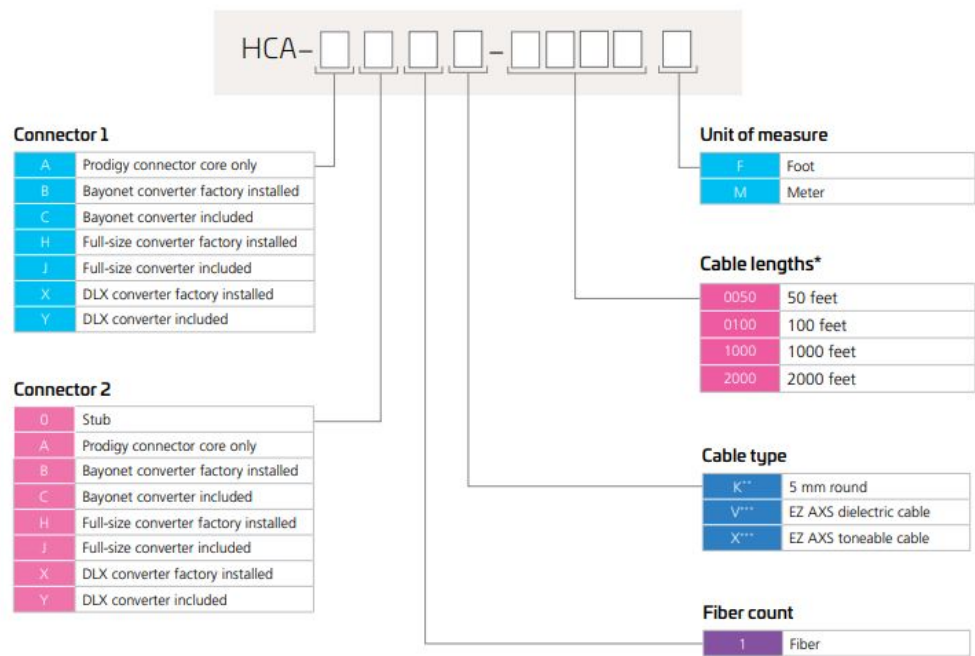 HCA- -
Connector 1
A Prodigy connector core only
B Bayonet converter factory installed
C Bayonet converter included
H Full-size converter factory installed
J Full-size converter included
X DLX converter factory installed
Y DLX converter included
Connector 2
0 Stub
A Prodigy connector core only
B Bayonet converter factory installed
C Bayonet converter included
H Full-size converter factory installed
J Full-size converter included
X DLX converter factory installed
Y DLX converter included
Unit of measure
F Foot
M Meter
Cable lengths*
0050 50 feet
0100 100 feet
1000 1000 feet
2000 2000 feet
Cable type
K** 5 mm round
V*** EZ AXS dielectric cable
X*** EZ AXS toneable cable
Fiber count
1 Fiber